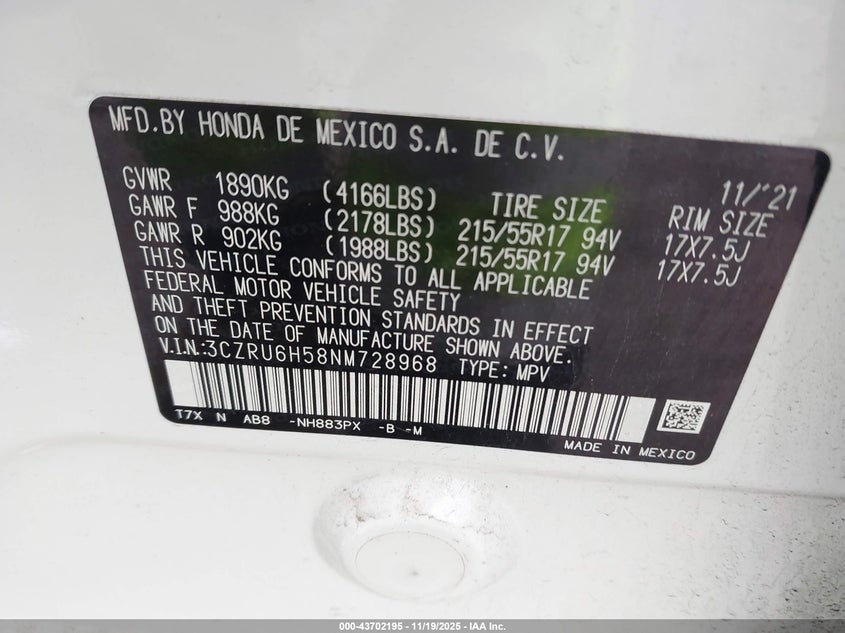 MFD.BY HONDA DE MEXICO S.A. DE C.V.
11/'21
GVWR 1890KG (4166LBS) TIRE SIZE RIM SIZE
GAWR F 988KG (2178LBS) 215/55R17 94V 17X7.5J
GAWR R 902KG (1988LBS) 215/55R17 94V 17X7.5J
THIS VEHICLE CONFORMS TO ALL APPLICABLE
FEDERAL MOTOR VEHICLE SAFETY
AND THEFT PREVENTION STANDARDS IN EFFECT
ON THE DATE OF MANUFACTURE SHOWN ABOVE.
V.I.N.:3CZRU6H58NM728968 TYPE: MPV
T7X N AB8 -NH883PX -B -M
MADE IN MEXICO
000-43702195 - 11/19/2025 - IAA Inc.